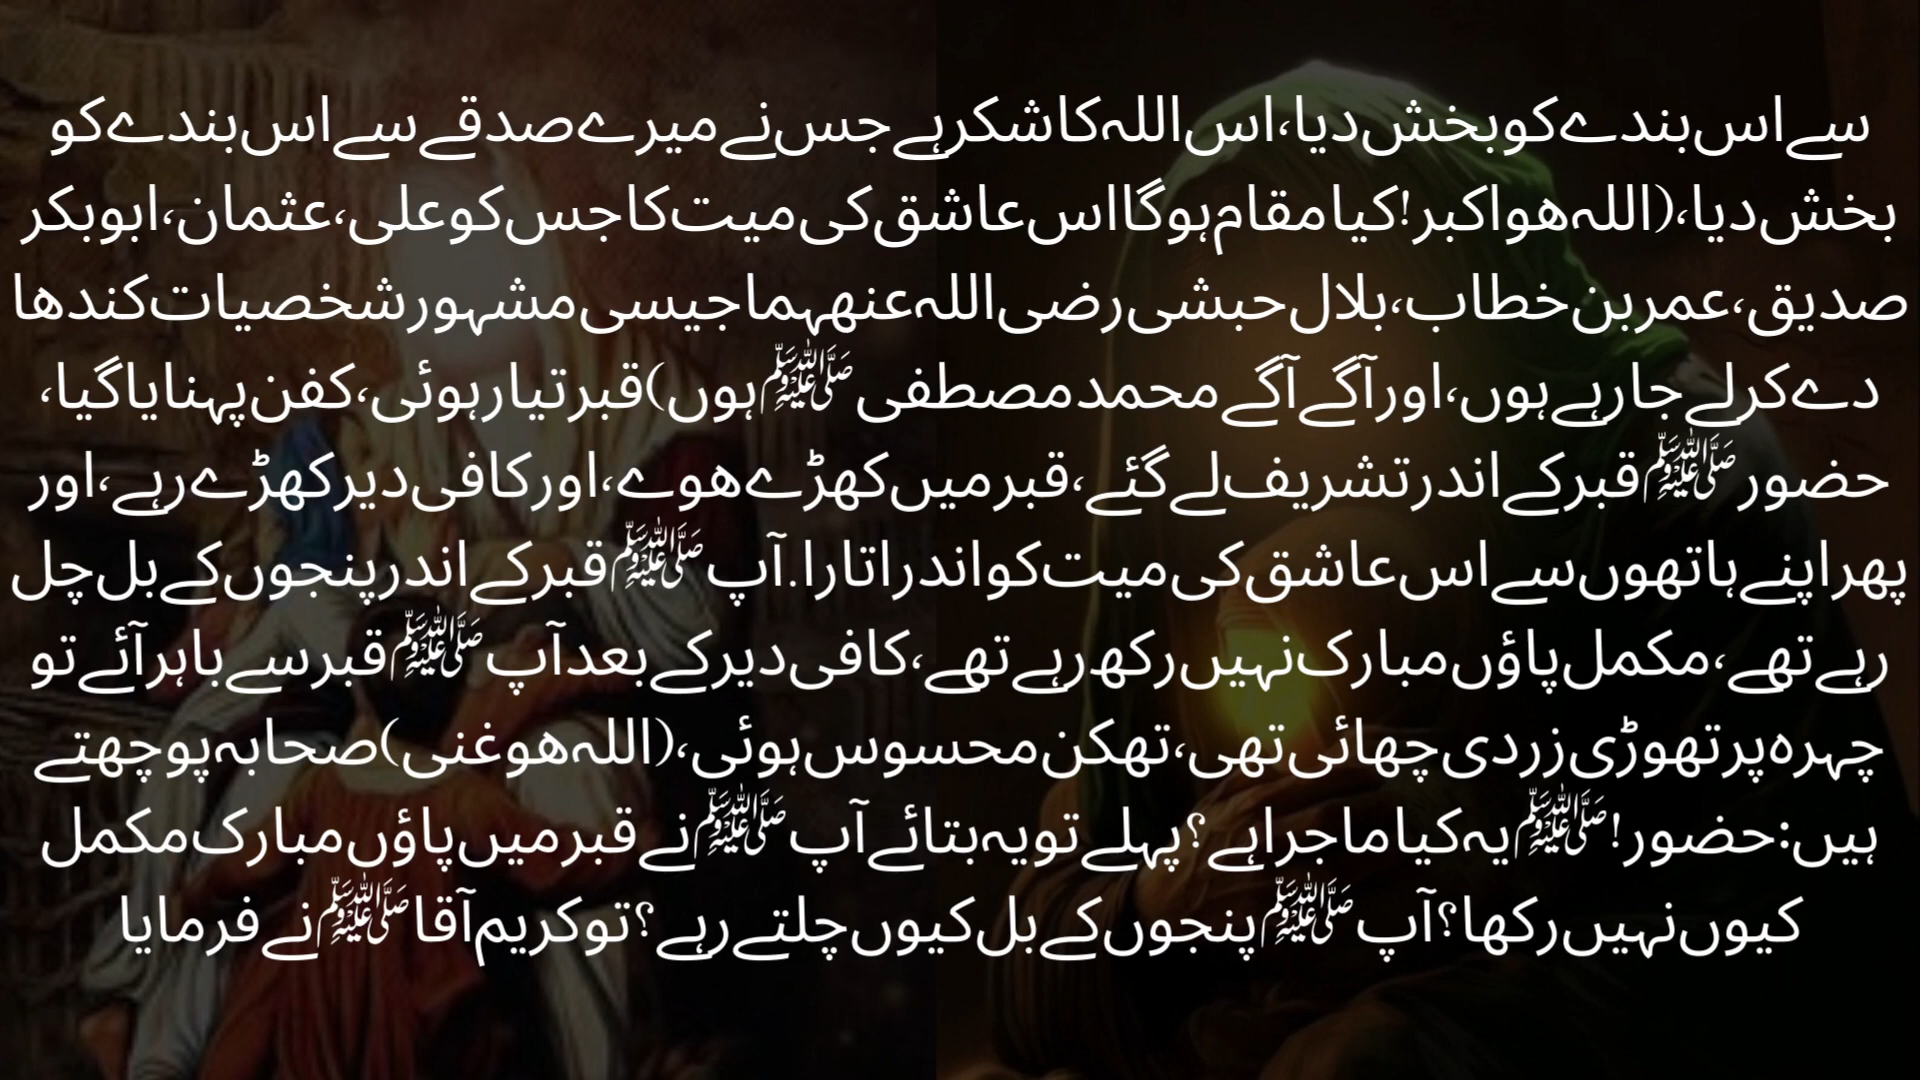 سے اس بندے کو بخش دیا، اس اللہ کا شکر ہے جس نے میرے صدقے سے اس بندے کو
بخش دیا، (اللہ ھو اکبر! کیا مقام ہوگا اس عاشق کی میت کا جس کو علی، عثمان، ابوبکر
صدیق، عمر بن خطاب، بلال حبشی رضی اللہ عنھہما جیسی مشہور شخصیات کندھا
دے کر لے جا رہے ہوں، اور آگے آگے محمد مصطفی ﷺ ہوں) قبر تیار ہوئی، کفن پہنایا گیا،
حضور ﷺ قبر کے اندر تشریف لے گئے، قبر میں کھڑے ھوے، اور کافی دیر کھڑے رہے، اور
پھر اپنے ہاتھوں سے اس عاشق کی میت کو اندر اتارا. آپ ﷺ قبر کے اندر پنجوں کے بل چل
رہے تھے، مکمل پاؤں مبارک نہیں رکھ رہے تھے، کافی دیر کے بعد آپ ﷺ قبر سے باہر آئے تو
چہرہ پر تھوڑی زردی چھائی تھی، تھکن محسوس ہوئی، (اللہ ھو غنی) صحابہ پوچھتے
ہیں: حضور! ﷺ یہ کیا ماجرا ہے؟ پہلے تو یہ بتائے آپ ﷺ نے قبر میں پاؤں مبارک مکمل
کیوں نہیں رکھا؟ آپ ﷺ پنجوں کے بل کیوں چلتے رہے؟ تو کریم آقا ﷺ نے فرمایا